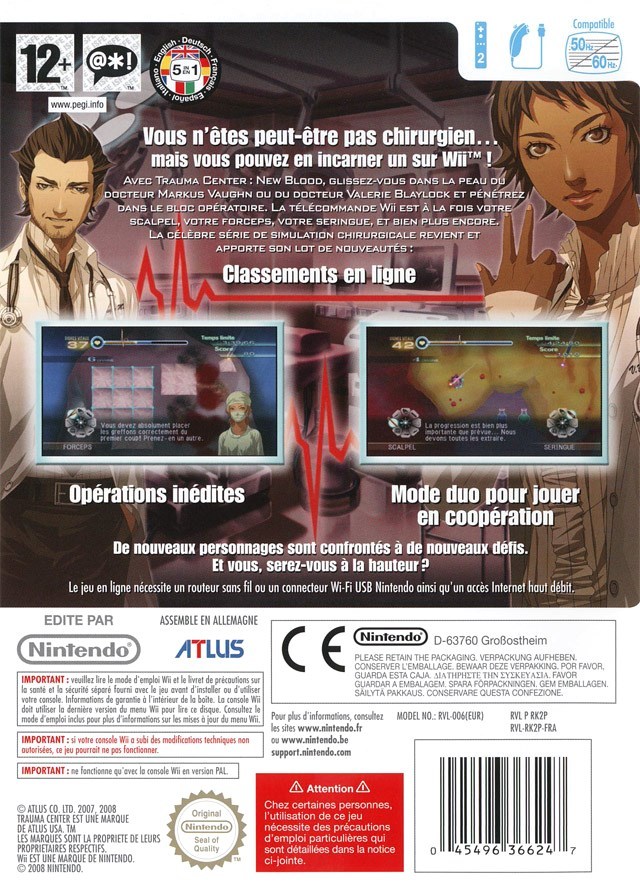 12+
@*!
TM
TM
www.pegi.info
English · Deutsch · Français · Español · Italiano
5 IN EN 1
2
Compatible
50Hz
60Hz
Vous n'êtes peut-être pas chirurgien...
mais vous pouvez en incarner un sur Wii™ !
Avec Trauma Center : New Blood, glissez-vous dans la peau du
docteur Markus Vaughn ou du docteur Valerie Blaylock et pénétrez
dans le bloc opératoire. La télécommande Wii est à la fois votre
scalpel, votre forceps, votre seringue, et bien plus encore.
La célèbre série de simulation chirurgicale revient et
apporte son lot de nouveautés :
Classements en ligne
37
Temps limite
Score
Vous devez absolument placer
les greffons correctement du
premier coup! Prenez-en un autre.
FORCEPS
42
Temps limite
Score
La progression est bien plus
importante que prévue... Nous
devons toutes les extraire.
SCALPEL
SERINGUE
Opérations inédites
Mode duo pour jouer
en coopération
De nouveaux personnages sont confrontés à de nouveaux défis.
Et vous, serez-vous à la hauteur ?
Le jeu en ligne nécessite un routeur sans fil ou un connecteur Wi-Fi USB Nintendo ainsi qu'un accès Internet haut débit.
EDITE PAR
Nintendo®
ASSEMBLE EN ALLEMAGNE
ATLUS
CE
Nintendo® D-63760 Großostheim
PLEASE RETAIN THE PACKAGING. VERPACKUNG AUFHEBEN.
CONSERVER L'EMBALLAGE. BEWAAR DEZE VERPAKKING. POR FAVOR,
GUARDA ESTA CAJA. ΔΙΑΤΗΡΗΣΤΕ ΤΗΝ ΣΥΣΚΕΥΑΣΙΑ. FAVOR
GUARDAR A EMBALAGEM. SPARA FÖRPACKNINGEN. GEM EMBALLAGEN.
SÄILYTÄ PAKKAUS. CONSERVARE QUESTA CONFEZIONE.
IMPORTANT : veuillez lire le mode d'emploi Wii et le livret de précautions sur
la santé et la sécurité séparé fourni avec le jeu avant d'installer ou d'utiliser
votre console. Informations de garantie à l'intérieur de la boîte. La console Wii
doit utiliser la dernière version du menu Wii pour lire ce disque. Consultez le
mode d'emploi inclus pour plus d'informations sur les mises à jour du menu Wii.
IMPORTANT : si votre console Wii a subi des modifications techniques non
autorisées, ce jeu pourrait ne pas fonctionner.
IMPORTANT : ne fonctionne qu'avec la console Wii en version PAL.
Pour plus d'informations, consultez
les sites www.nintendo.fr
ou www.nintendo.be
support.nintendo.com
MODEL NO.: RVL-006(EUR)
RVL P RK2P
RVL-RK2P-FRA
© ATLUS CO. LTD. 2007, 2008
TRAUMA CENTER EST UNE MARQUE
DE ATLUS USA. TM
LES MARQUES SONT LA PROPRIETE DE LEURS
PROPRIETAIRES RESPECTIFS.
Wii EST UNE MARQUE DE NINTENDO.
© 2008 NINTENDO.
Original
Nintendo®
Seal of
Quality
TM
Attention
Chez certaines personnes,
l'utilisation de ce jeu
nécessite des précautions
d'emploi particulières qui
sont détaillées dans la notice
ci-jointe.
0 45496 36624 7